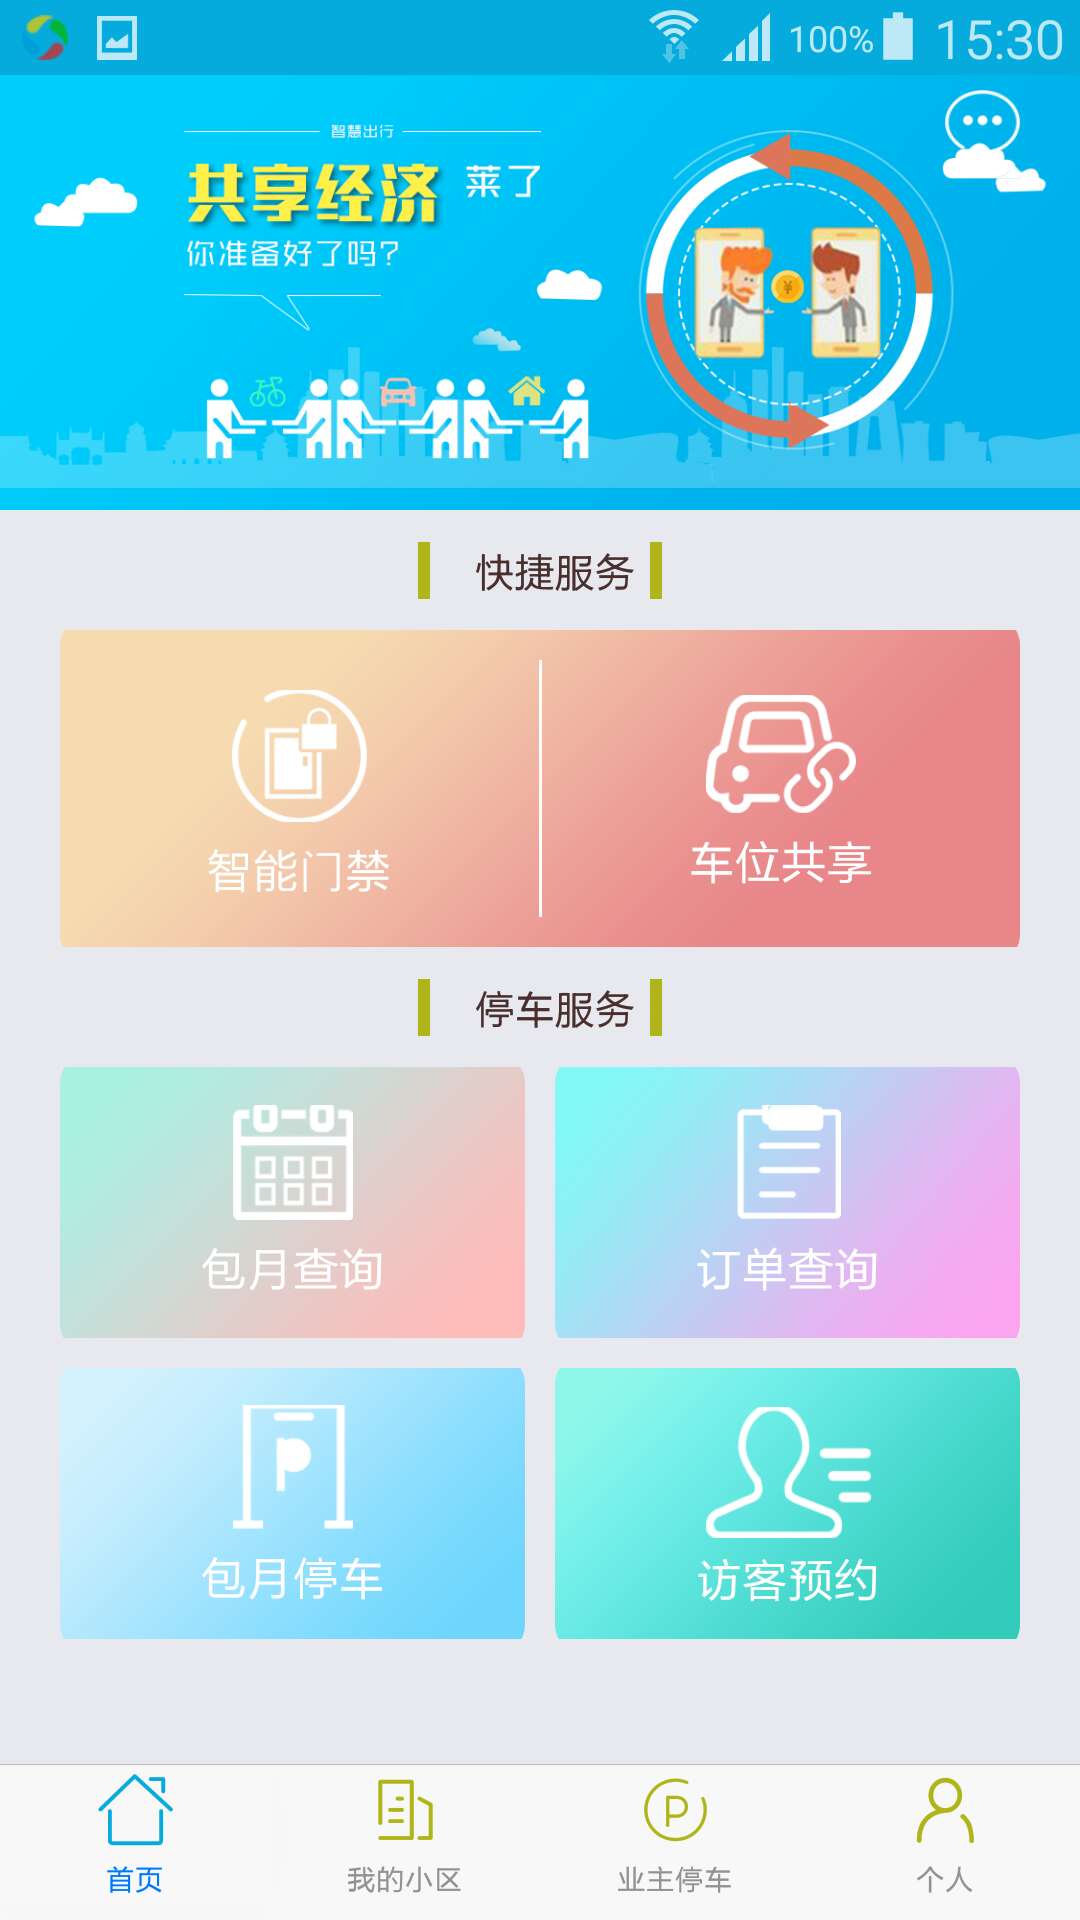 100% 15:30
智慧出行
共享经济 莱了
你准备好了吗?
¥
快捷服务
智能门禁 车位共享
停车服务
包月查询 订单查询
P
包月停车 访客预约
P
首页 我的小区 业主停车 个人